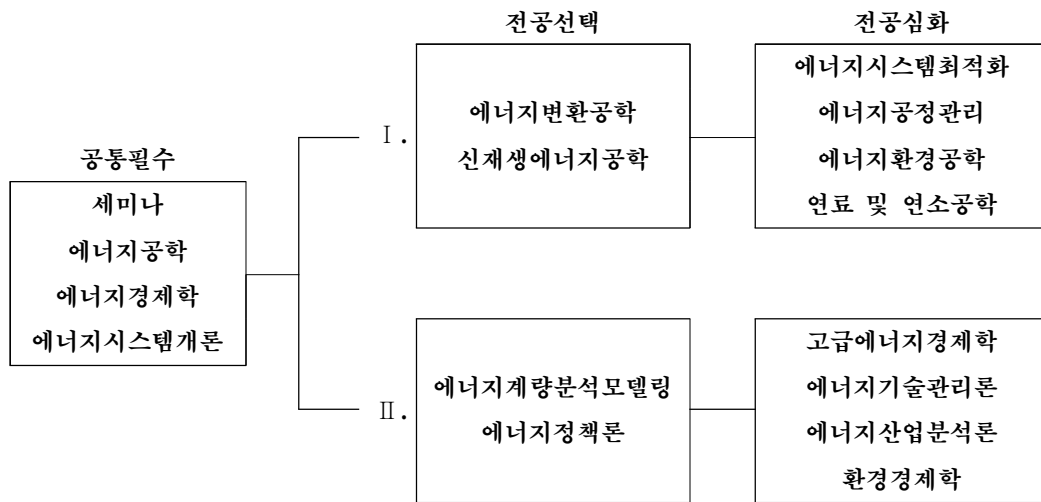 공통필수
세미나
에너지공학
에너지경제학
에너지시스템개론
Ⅰ.
전공선택
에너지변환공학
신재생에너지공학
전공심화
에너지시스템최적화
에너지공정관리
에너지환경공학
연료 및 연소공학
Ⅱ.
에너지계량분석모델링
에너지정책론
고급에너지경제학
에너지기술관리론
에너지산업분석론
환경경제학